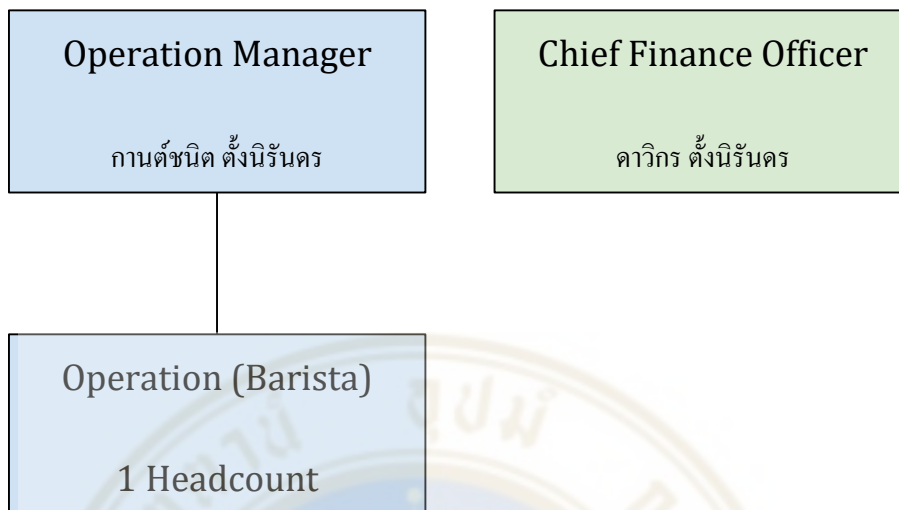 Operation Manager
กานต์ชนิต ตั้งนิรันดร
Chief Finance Officer
คาวิกร ตั้งนิรันดร
Operation (Barista)
1 Headcount